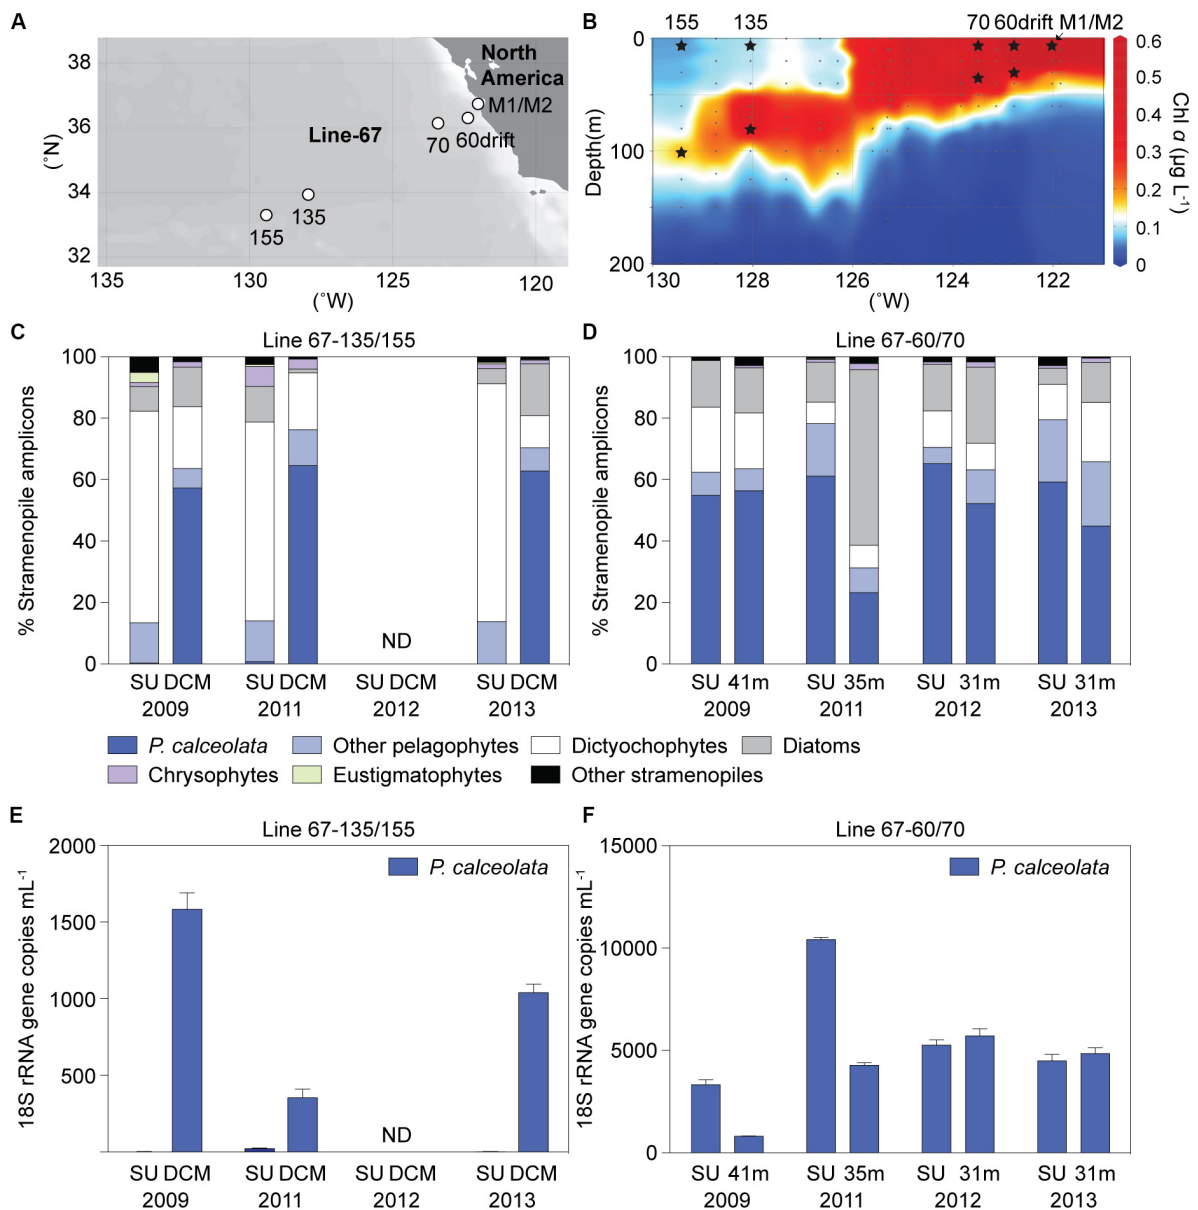 A
38
36
34
32
(˚N)
135
130
125
120
(˚W)
North
America
M1/M2
60drift
70
Line-67
135
155
B
155 135 70 60drift M1/M2
0
100
200
Depth(m)
130 128 126 124 122
(˚W)
0.6
0.5
0.4
0.3
0.2
0.1
0
Chl a (µg L-1)
C
Line 67-135/155
100
80
60
40
20
0
% Stramenopile amplicons
ND
SU DCM SU DCM SU DCM SU DCM
2009 2011 2012 2013
D
Line 67-60/70
100
80
60
40
20
0
% Stramenopile amplicons
SU 41m SU 35m SU 31m SU 31m
2009 2011 2012 2013
P. calceolata Other pelagophytes Dictyochophytes Diatoms
Chrysophytes Eustigmatophytes Other stramenopiles
E
Line 67-135/155
2000
1500
1000
500
18S rRNA gene copies mL-1
P. calceolata
ND
SU DCM SU DCM SU DCM SU DCM
2009 2011 2012 2013
F
Line 67-60/70
15000
10000
5000
0
18S rRNA gene copies mL-1
P. calceolata
SU 41m SU 35m SU 31m SU 31m
2009 2011 2012 2013